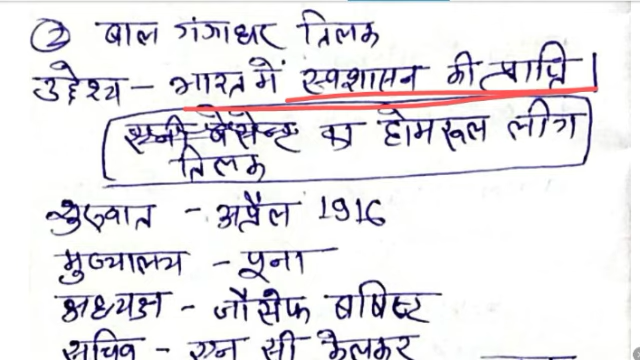 ② बाल गंगाधर तिलक
उद्देश्य – भारत में स्वशासन की प्राप्ति।
एनी बेसेन्ट का होमरूल लीग
तिलक
शुरुवात – अप्रैल 1916
मुख्यालय – पूना
अध्यक्ष – जौसेफ बपिस्ट
सचिव – एन सी केलकर